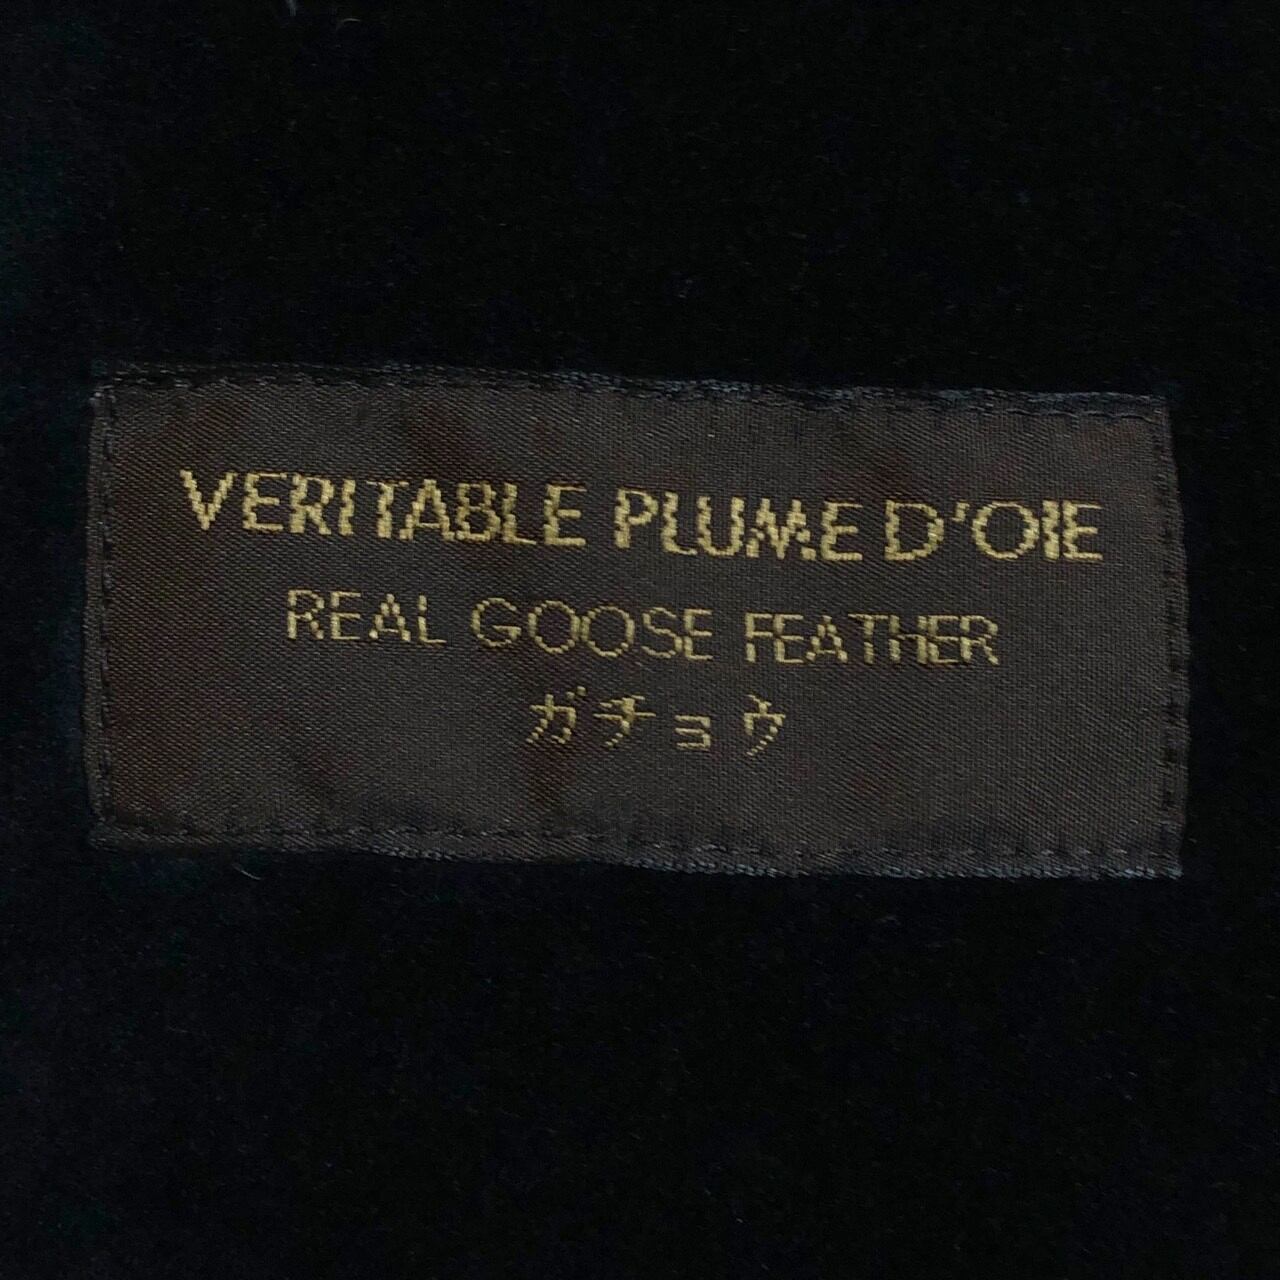 VERITABLE PLUME D'OIE
REAL GOOSE FEATHER
ガチョウ